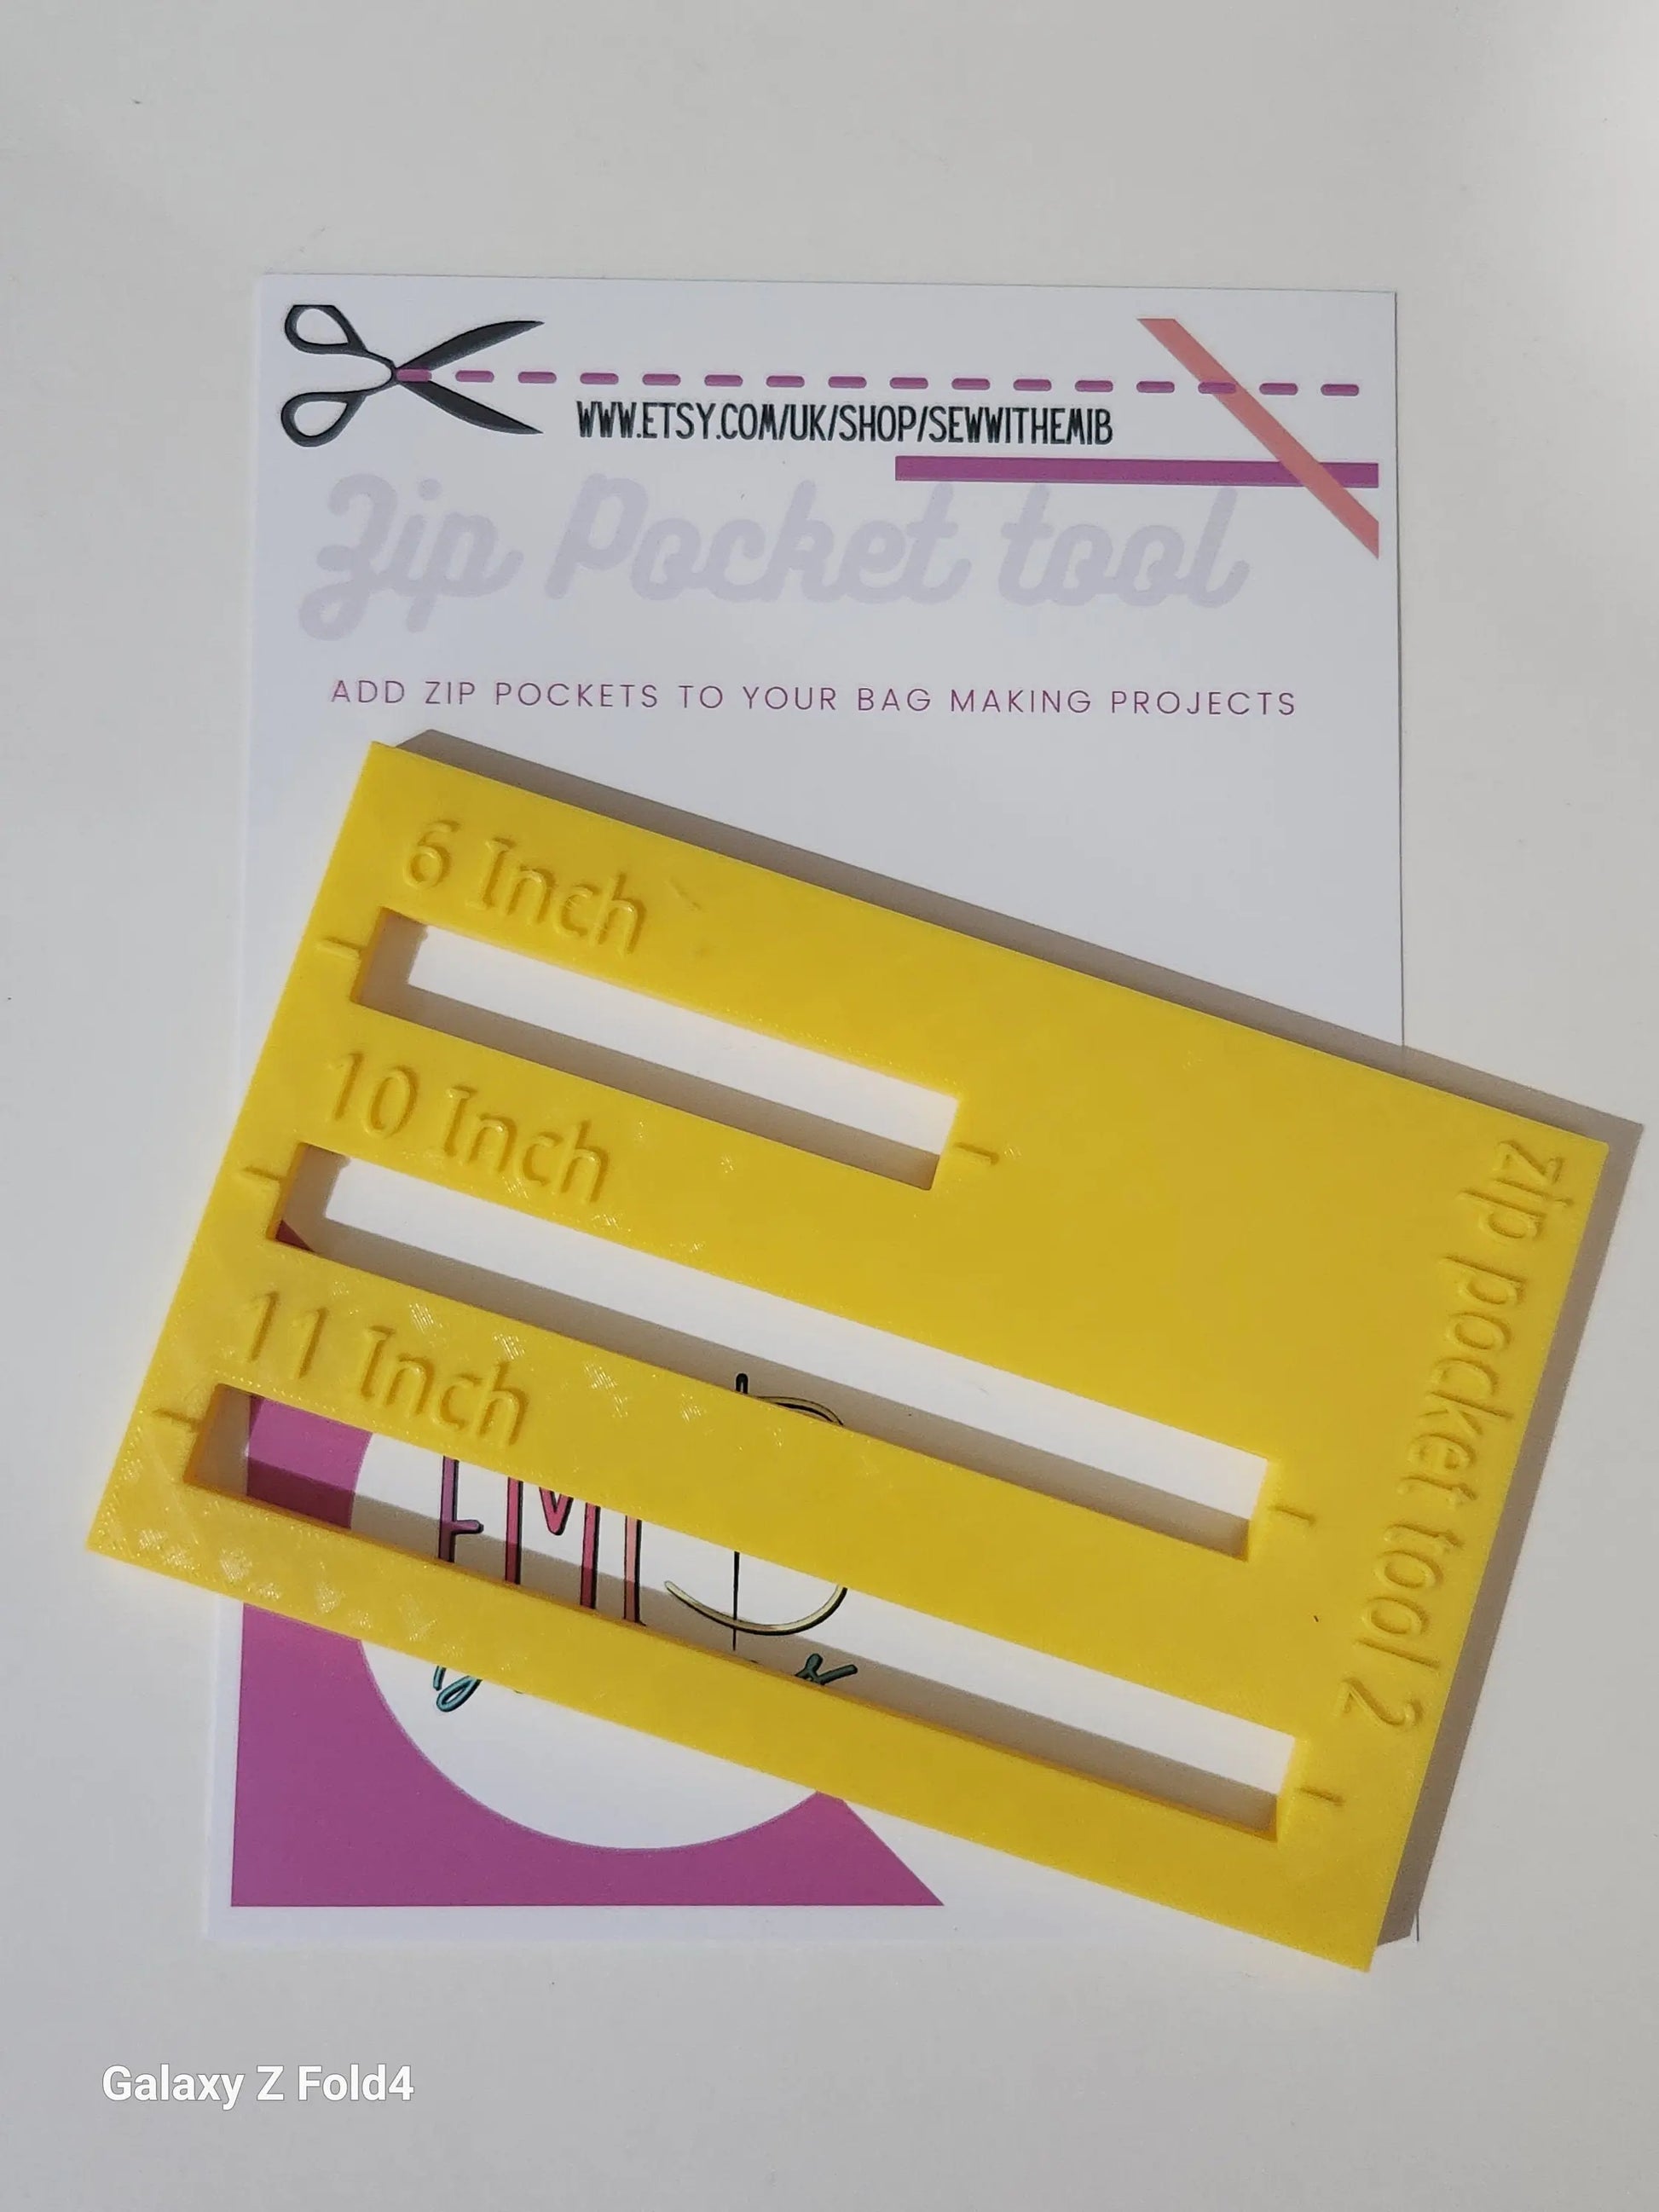 WWW.ETSY.COM/UK/SHOP/SEWWITHEMIB
Zip Pocket tool
ADD ZIP POCKETS TO YOUR BAG MAKING PROJECTS
6 Inch
10 Inch
11 Inch
zip pocket tool 2
EMI B
Galaxy Z Fold4